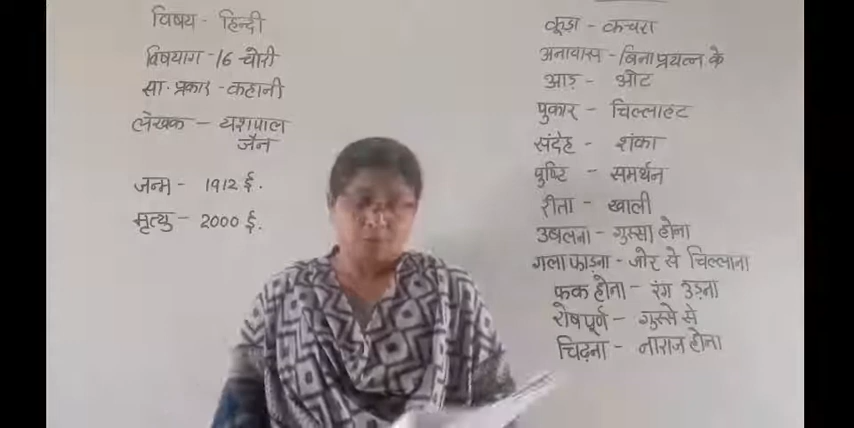 विषय - हिन्दी
विषयांग - 16 चोरी
सा. प्रकार - कहानी
लेखक - यशपाल
जैन
जन्म - 1912 ई.
मृत्यु - 2000 ई.
कूड़ा - कचरा
अनायास - बिना प्रयत्न के
आड़ - ओट
पुकार - चिल्लाहट
संदेह - शंका
पुष्टि - समर्थन
रीता - खाली
उबलना - गुस्सा होना
गला फाड़ना - जोर से चिल्लाना
फक होना - रंग उड़ना
रोषपूर्ण - गुस्से से
चिढ़ना - नाराज होना